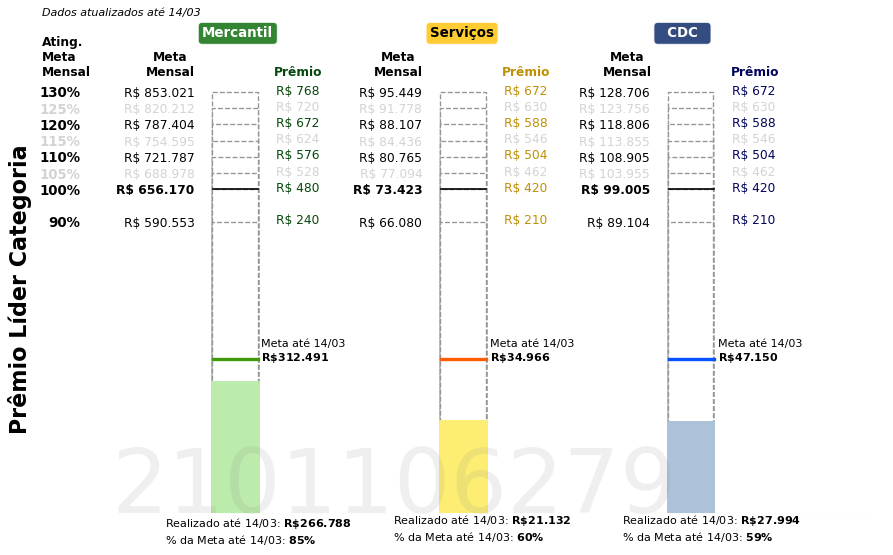 Dados atualizados até 14/03
Mercantil Serviços CDC
Ating. Meta Mensal
Meta Mensal Prêmio Meta Mensal Prêmio Meta Mensal Prêmio
130% R$ 853.021 R$ 768 R$ 95.449 R$ 672 R$ 128.706 R$ 672
125% R$ 820.212 R$ 720 R$ 91.778 R$ 630 R$ 123.756 R$ 630
120% R$ 787.404 R$ 672 R$ 88.107 R$ 588 R$ 118.806 R$ 588
115% R$ 754.595 R$ 624 R$ 84.436 R$ 546 R$ 113.855 R$ 546
110% R$ 721.787 R$ 576 R$ 80.765 R$ 504 R$ 108.905 R$ 504
105% R$ 688.978 R$ 528 R$ 77.094 R$ 462 R$ 103.955 R$ 462
100% R$ 656.170 R$ 480 R$ 73.423 R$ 420 R$ 99.005 R$ 420
90% R$ 590.553 R$ 240 R$ 66.080 R$ 210 R$ 89.104 R$ 210
Prêmio Líder Categoria
Meta até 14/03 Meta até 14/03 Meta até 14/03
R$312.491 R$34.966 R$47.150
2101106279
Realizado até 14/03: R$266.788 Realizado até 14/03: R$21.132 Realizado até 14/03: R$27.994
% da Meta até 14/03: 85% % da Meta até 14/03: 60% % da Meta até 14/03: 59%